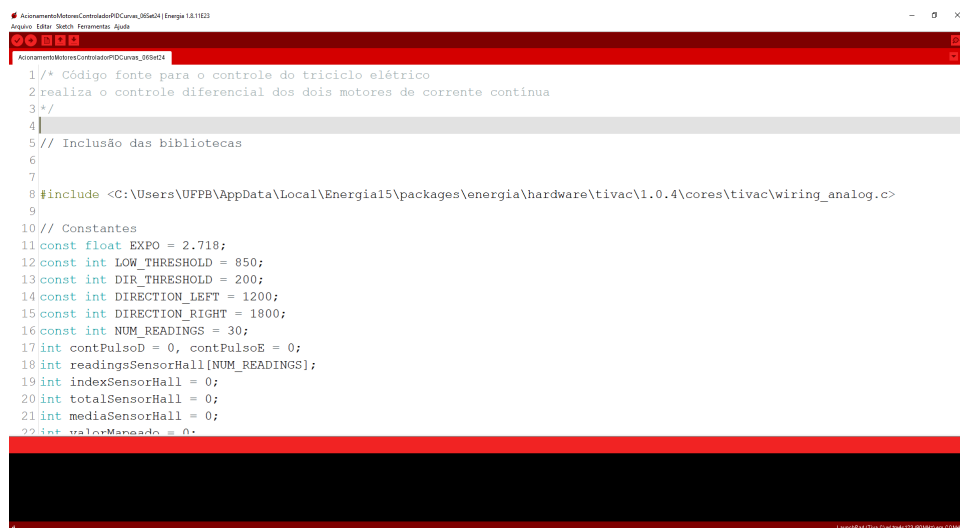 AcionamentoMotoresControladorPIDCurvas_06Set24 | Energia 1.8.11E23
Arquivo Editar Sketch Ferramentas Ajuda
AcionamentoMotoresControladorPIDCurvas_06Set24
1 /* Código fonte para o controle do triciclo elétrico
2 realiza o controle diferencial dos dois motores de corrente contínua
3 */
4
5 // Inclusão das bibliotecas
6
7
8 #include <C:\Users\UFPB\AppData\Local\Energia15\packages\energia\hardware\tivac\1.0.4\cores\tivac\wiring_analog.c>
9
10 // Constantes
11 const float EXPO = 2.718;
12 const int LOW_THRESHOLD = 850;
13 const int DIR_THRESHOLD = 200;
14 const int DIRECTION_LEFT = 1200;
15 const int DIRECTION_RIGHT = 1800;
16 const int NUM_READINGS = 30;
17 int contPulsoD = 0, contPulsoE = 0;
18 int readingsSensorHall[NUM_READINGS];
19 int indexSensorHall = 0;
20 int totalSensorHall = 0;
21 int mediaSensorHall = 0;
22 int valorMapeado = 0;